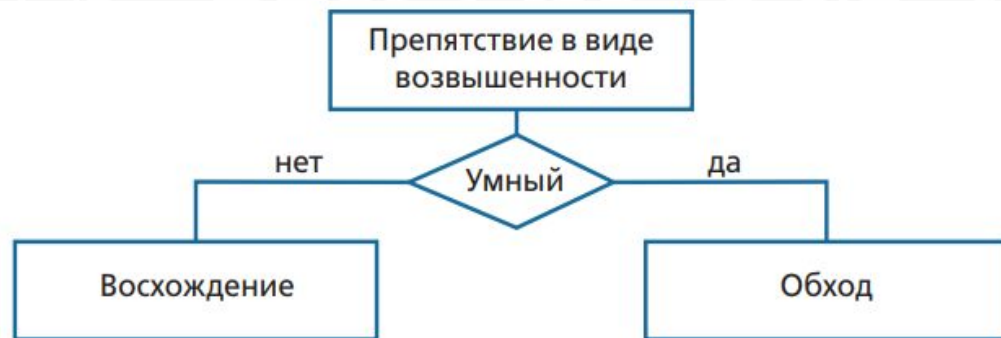 Препятствие в виде
возвышенности
нет
Умный
да
Восхождение
Обход